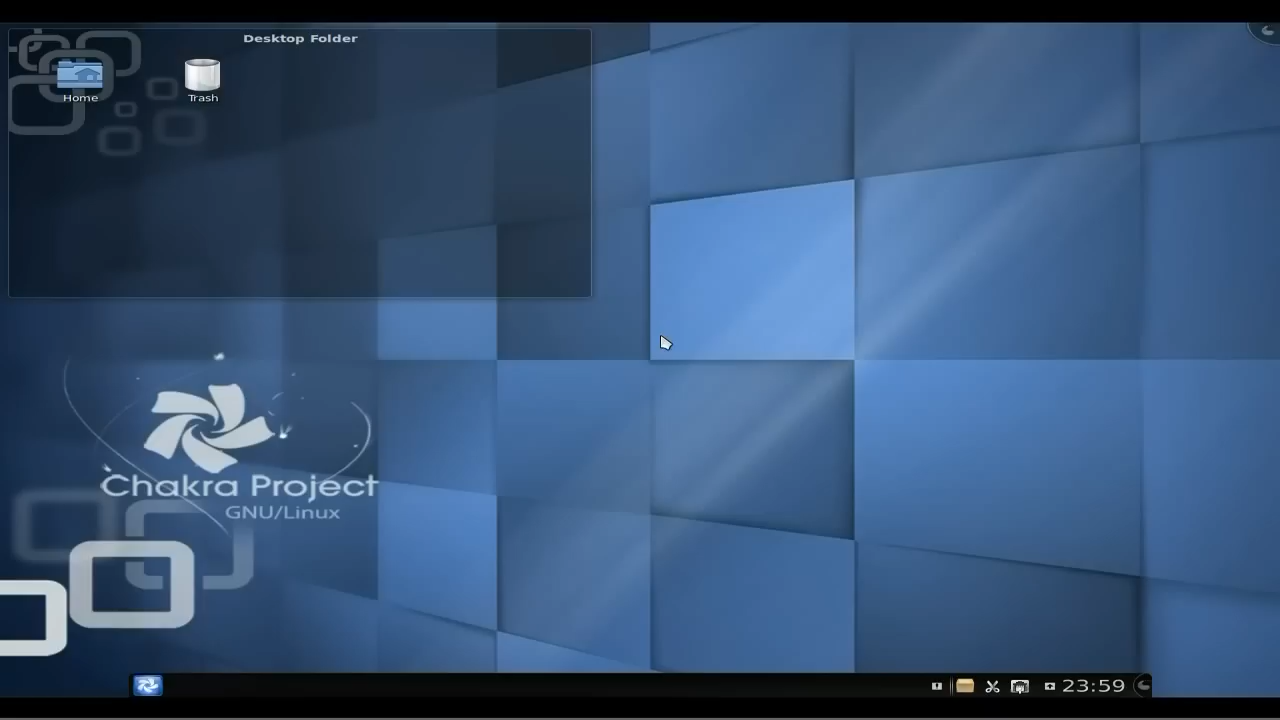 Desktop Folder
Home
Trash
Chakra Project
GNU/Linux
23:59